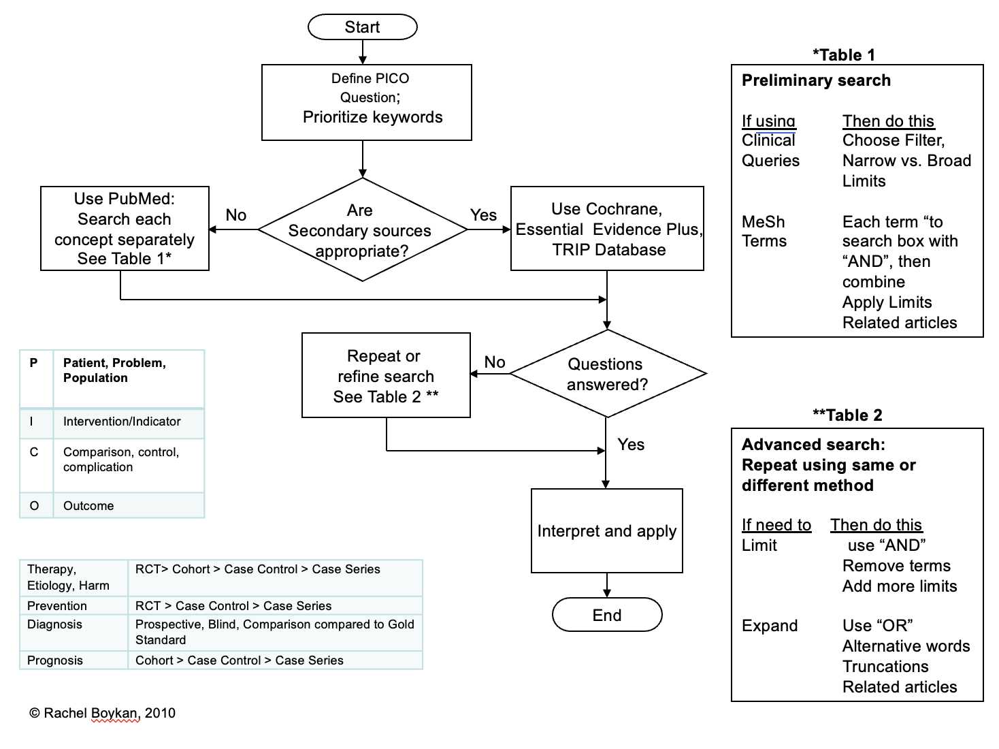 Start
Define PICO
Question;
Prioritize keywords
Are
Secondary sources
appropriate?
No
Yes
Use PubMed:
Search each
concept separately
See Table 1*
Use Cochrane,
Essential  Evidence Plus,
TRIP Database
Questions
answered?
No
Yes
Repeat or
refine search
See Table 2 **
Interpret and apply
End
*Table 1
Preliminary search
If using Then do this
Clinical Choose Filter,
Queries Narrow vs. Broad
Limits
MeSh Each term “to
Terms search box with
“AND”, then
combine
Apply Limits
Related articles
**Table 2
Advanced search:
Repeat using same or
different method
If need to Then do this
Limit use “AND”
Remove terms
Add more limits
Expand Use “OR”
Alternative words
Truncations
Related articles
P Patient, Problem,
Population
I Intervention/Indicator
C Comparison, control,
complication
O Outcome
Therapy, RCT> Cohort > Case Control > Case Series
Etiology, Harm
Prevention RCT > Case Control > Case Series
Diagnosis Prospective, Blind, Comparison compared to Gold
Standard
Prognosis Cohort > Case Control > Case Series
© Rachel Boykan, 2010